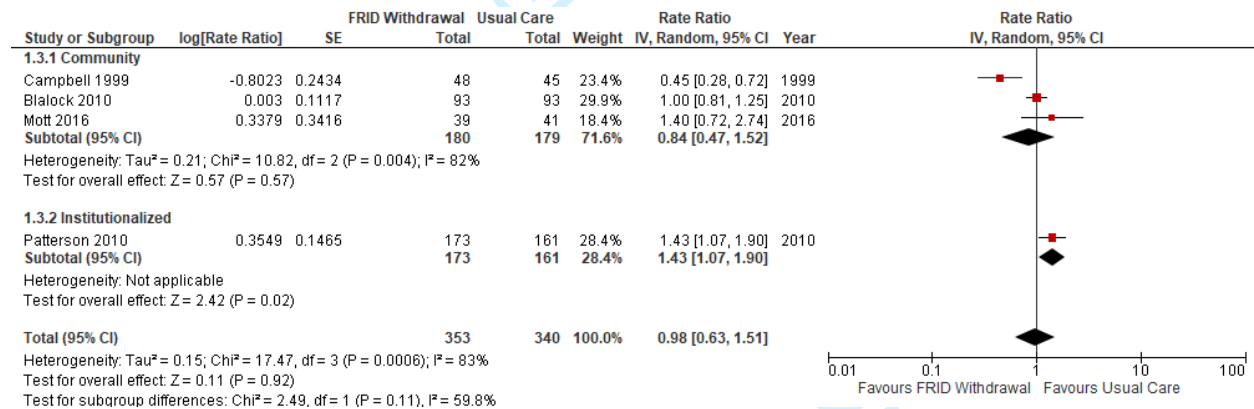 FRID Withdrawal Usual Care Rate Ratio Rate Ratio
Study or Subgroup log[Rate Ratio] SE Total Total Weight IV, Random, 95% CI Year IV, Random, 95% CI
1.3.1 Community
Campbell 1999 -0.8023 0.2434 48 45 23.4% 0.45 [0.28, 0.72] 1999
Blalock 2010 0.003 0.1117 93 93 29.9% 1.00 [0.81, 1.25] 2010
Mott 2016 0.3379 0.3416 39 41 18.4% 1.40 [0.72, 2.74] 2016
Subtotal (95% CI) 180 179 71.6% 0.84 [0.47, 1.52]
Heterogeneity: Tau² = 0.21; Chi² = 10.82, df = 2 (P = 0.004); I² = 82%
Test for overall effect: Z = 0.57 (P = 0.57)
1.3.2 Institutionalized
Patterson 2010 0.3549 0.1465 173 161 28.4% 1.43 [1.07, 1.90] 2010
Subtotal (95% CI) 173 161 28.4% 1.43 [1.07, 1.90]
Heterogeneity: Not applicable
Test for overall effect: Z = 2.42 (P = 0.02)
Total (95% CI) 353 340 100.0% 0.98 [0.63, 1.51]
Heterogeneity: Tau² = 0.15; Chi² = 17.47, df = 3 (P = 0.0006); I² = 83%
Test for overall effect: Z = 0.11 (P = 0.92)
Test for subgroup differences: Chi² = 2.49, df = 1 (P = 0.11), I² = 59.8%
0.01 0.1 1 10 100
Favours FRID Withdrawal Favours Usual Care